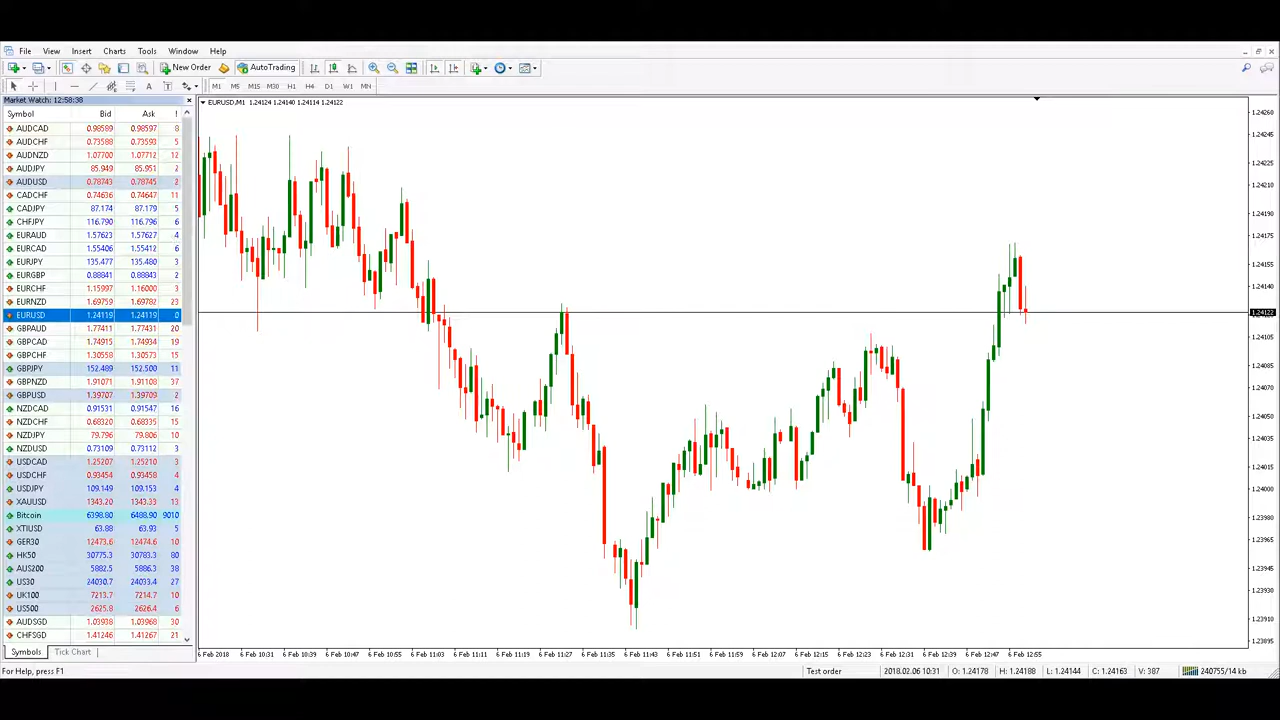 File View Insert Charts Tools Window Help
New Order AutoTrading
A T M1 M5 M15 M30 H1 H4 D1 W1 MN
Market Watch: 12:58:38
Symbol Bid Ask !
AUDCAD 0.98589 0.98597 8
AUDCHF 0.73588 0.73593 5
AUDNZD 1.07700 1.07712 12
AUDJPY 85.949 85.951 2
AUDUSD 0.78743 0.78745 2
CADCHF 0.74636 0.74647 11
CADJPY 87.174 87.179 5
CHFJPY 116.790 116.796 6
EURAUD 1.57623 1.57627 4
EURCAD 1.55406 1.55412 6
EURJPY 135.477 135.480 3
EURGBP 0.88841 0.88843 2
EURCHF 1.15997 1.16000 3
EURNZD 1.69759 1.69782 23
EURUSD 1.24119 1.24119 0
GBPAUD 1.77411 1.77431 20
GBPCAD 1.74915 1.74934 19
GBPCHF 1.30558 1.30573 15
GBPJPY 152.489 152.500 11
GBPNZD 1.91071 1.91108 37
GBPUSD 1.39707 1.39709 2
NZDCAD 0.91531 0.91547 16
NZDCHF 0.68320 0.68335 15
NZDJPY 79.796 79.806 10
NZDUSD 0.73109 0.73112 3
USDCAD 1.25207 1.25210 3
USDCHF 0.93454 0.93458 4
USDJPY 109.149 109.153 4
XAUUSD 1343.20 1343.33 13
Bitcoin 6398.80 6488.90 9010
XTIUSD 63.88 63.93 5
GER30 12473.6 12474.6 10
HK50 30775.3 30783.3 80
AUS200 5882.5 5886.3 38
US30 24030.7 24033.4 27
UK100 7213.7 7214.7 10
US500 2625.8 2626.4 6
AUDSGD 1.03938 1.03968 30
CHFSGD 1.41246 1.41267 21
Symbols Tick Chart
EURUSD,M1 1.24124 1.24140 1.24114 1.24122
1.24260
1.24245
1.24225
1.24210
1.24190
1.24175
1.24155
1.24140
1.24122
1.24105
1.24085
1.24070
1.24050
1.24035
1.24015
1.24000
1.23980
1.23965
1.23945
1.23930
1.23910
1.23895
6 Feb 2018 6 Feb 10:31 6 Feb 10:39 6 Feb 10:47 6 Feb 10:55 6 Feb 11:03 6 Feb 11:11 6 Feb 11:19 6 Feb 11:27 6 Feb 11:35 6 Feb 11:43 6 Feb 11:51 6 Feb 11:59 6 Feb 12:07 6 Feb 12:15 6 Feb 12:23 6 Feb 12:31 6 Feb 12:39 6 Feb 12:47 6 Feb 12:55
For Help, press F1 Test order 2018.02.06 10:31 O: 1.24178 H: 1.24188 L: 1.24144 C: 1.24163 V: 387 240755/14 kb